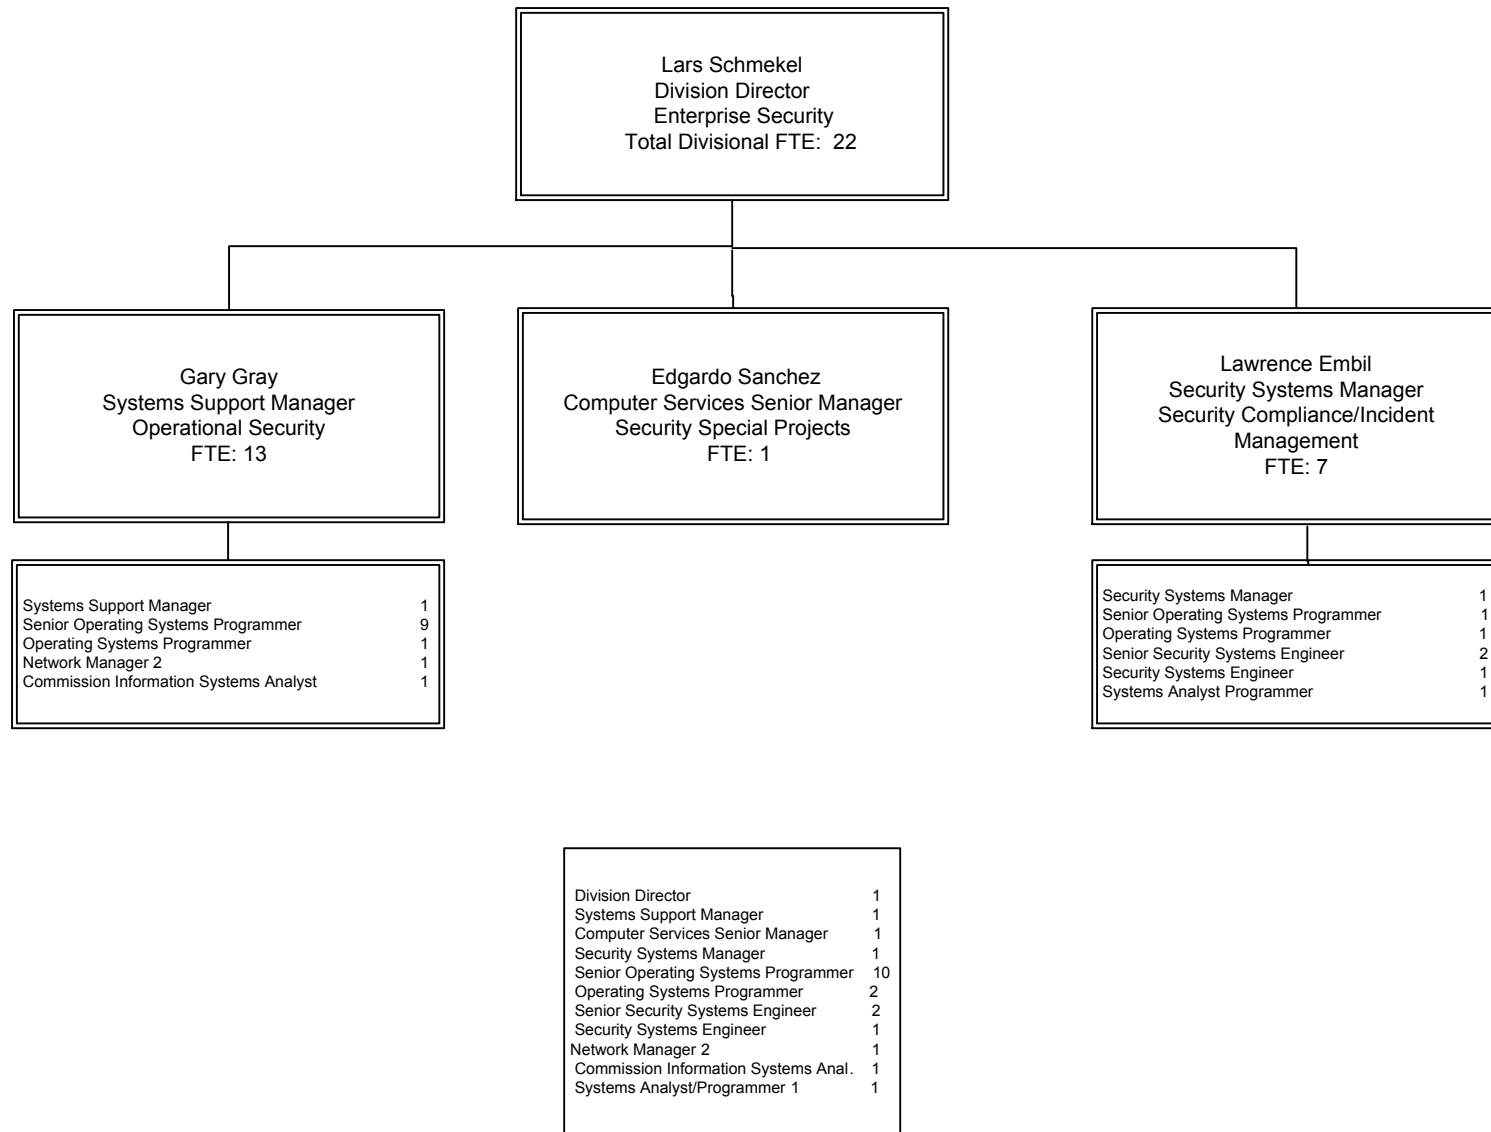 Lars Schmekel
Division Director
Enterprise Security
Total Divisional FTE: 22
Gary Gray
Systems Support Manager
Operational Security
FTE: 13
Edgardo Sanchez
Computer Services Senior Manager
Security Special Projects
FTE: 1
Lawrence Embil
Security Systems Manager
Security Compliance/Incident
Management
FTE: 7
Systems Support Manager 1
Senior Operating Systems Programmer 9
Operating Systems Programmer 1
Network Manager 2 1
Commission Information Systems Analyst 1
Security Systems Manager 1
Senior Operating Systems Programmer 1
Operating Systems Programmer 1
Senior Security Systems Engineer 2
Security Systems Engineer 1
Systems Analyst Programmer 1
Division Director 1
Systems Support Manager 1
Computer Services Senior Manager 1
Security Systems Manager 1
Senior Operating Systems Programmer 10
Operating Systems Programmer 2
Senior Security Systems Engineer 2
Security Systems Engineer 1
Network Manager 2 1
Commission Information Systems Anal. 1
Systems Analyst/Programmer 1 1